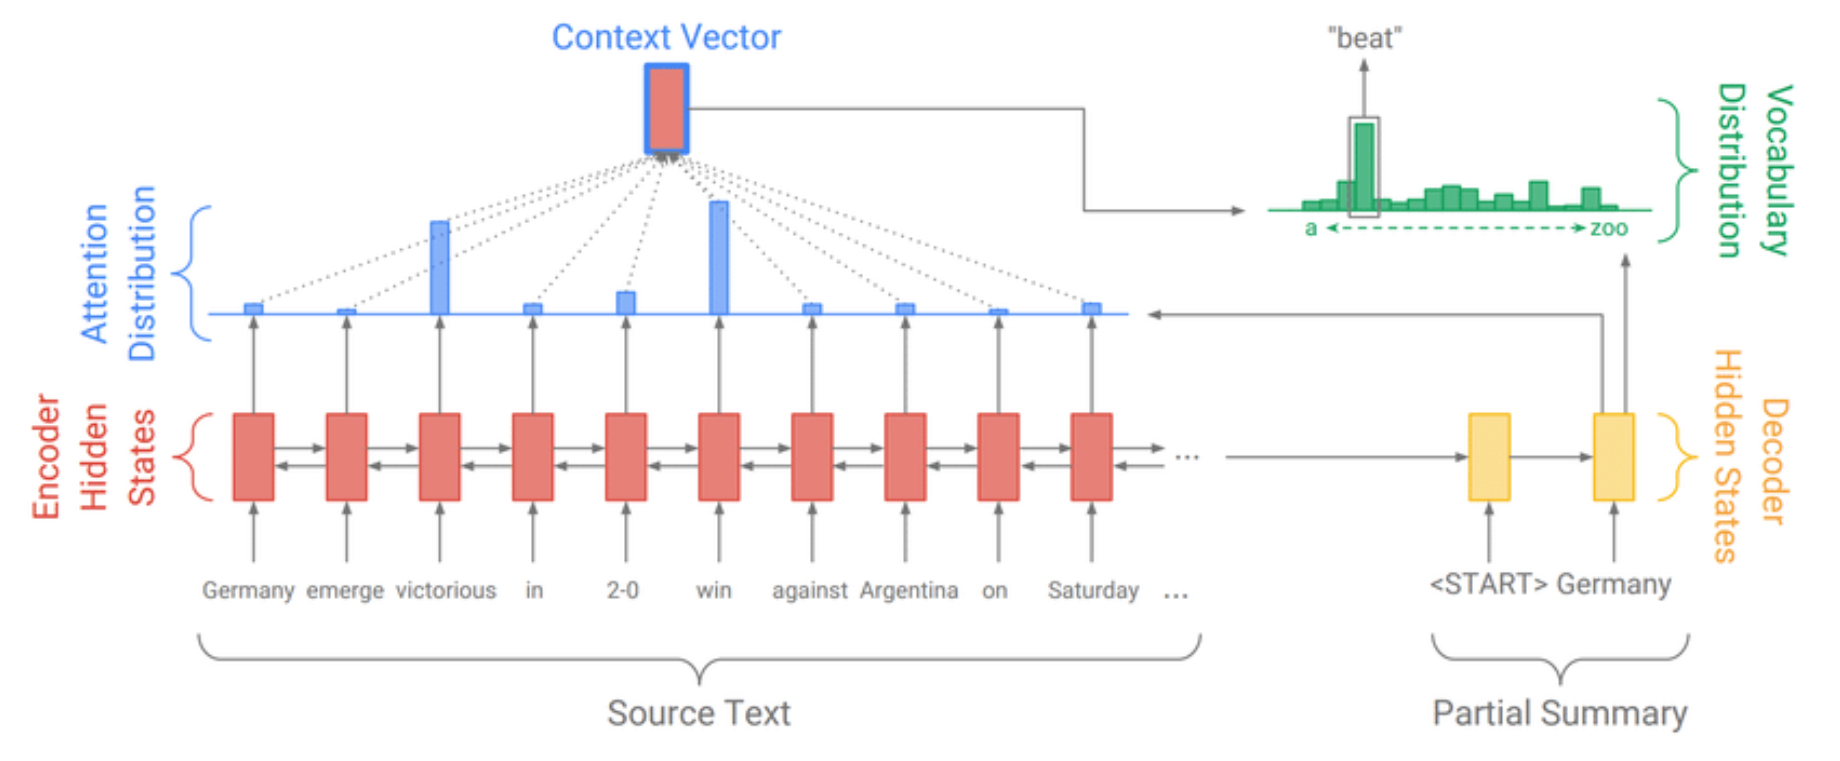 Context Vector
"beat"
a
zoo
Vocabulary
Distribution
Attention
Distribution
Encoder
Hidden
States
...
Decoder
Hidden States
Germany emerge victorious in 2-0 win against Argentina on Saturday ...
<START> Germany
Source Text
Partial Summary